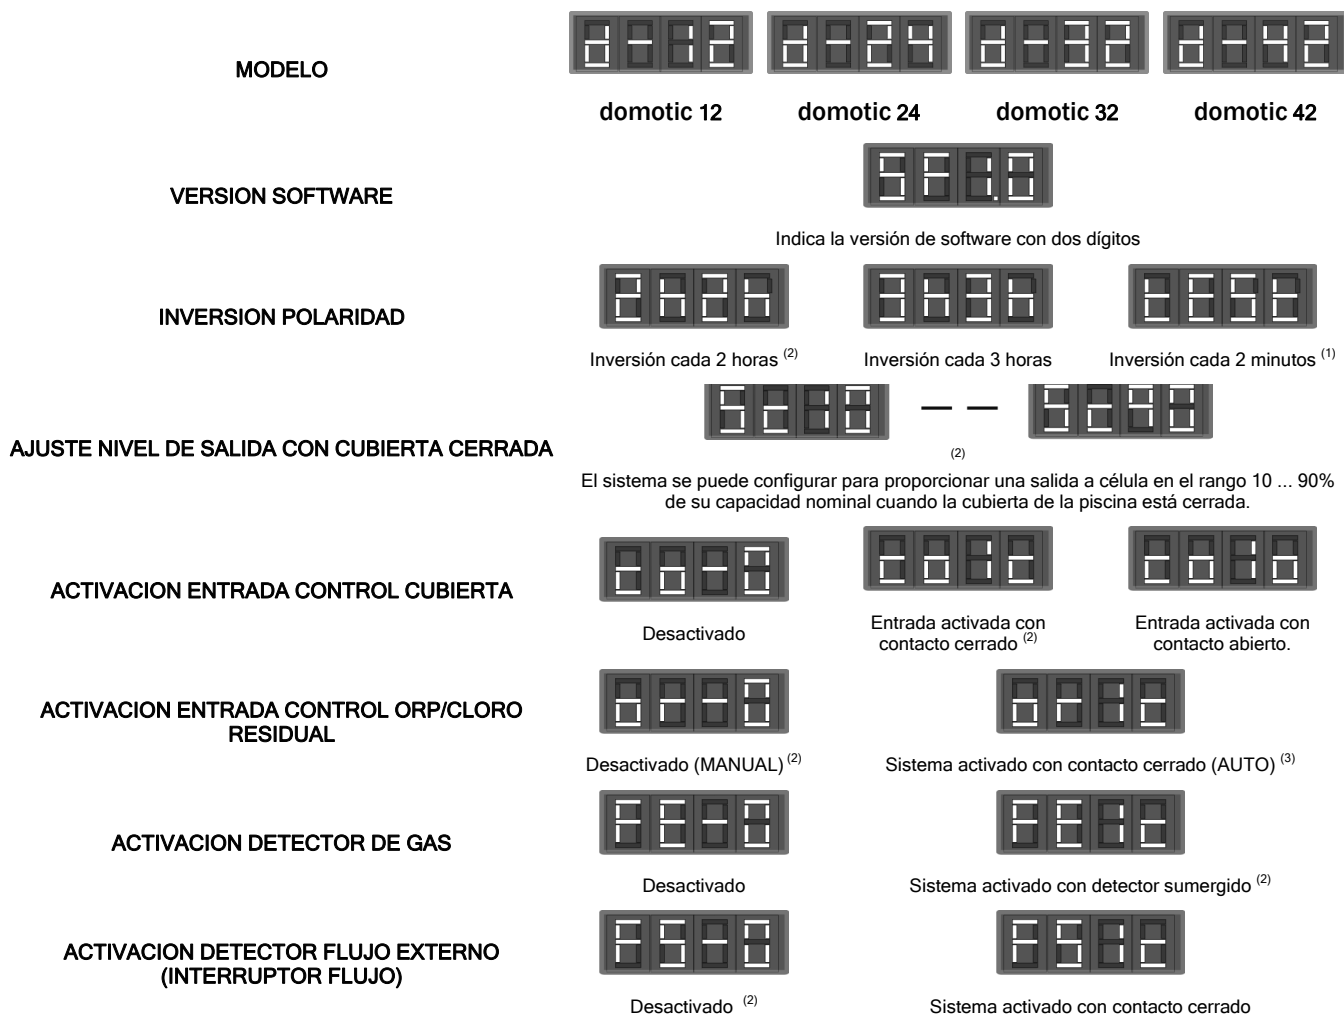 MODELO
d-12 d-24 d-32 d-42
domotic 12 domotic 24 domotic 32 domotic 42
VERSION SOFTWARE
Indica la versión de software con dos dígitos
INVERSION POLARIDAD
2h2h 3h3h
Inversión cada 2 horas (2) Inversión cada 3 horas Inversión cada 2 minutos (1)
AJUSTE NIVEL DE SALIDA CON CUBIERTA CERRADA
— —
(2)
El sistema se puede configurar para proporcionar una salida a célula en el rango 10 ... 90%
de su capacidad nominal cuando la cubierta de la piscina está cerrada.
ACTIVACION ENTRADA CONTROL CUBIERTA
Desactivado
Entrada activada con
contacto cerrado (2)
Entrada activada con
contacto abierto.
ACTIVACION ENTRADA CONTROL ORP/CLORO
RESIDUAL
Desactivado (MANUAL) (2) Sistema activado con contacto cerrado (AUTO) (3)
ACTIVACION DETECTOR DE GAS
Desactivado Sistema activado con detector sumergido (2)
ACTIVACION DETECTOR FLUJO EXTERNO
(INTERRUPTOR FLUJO)
Desactivado (2) Sistema activado con contacto cerrado